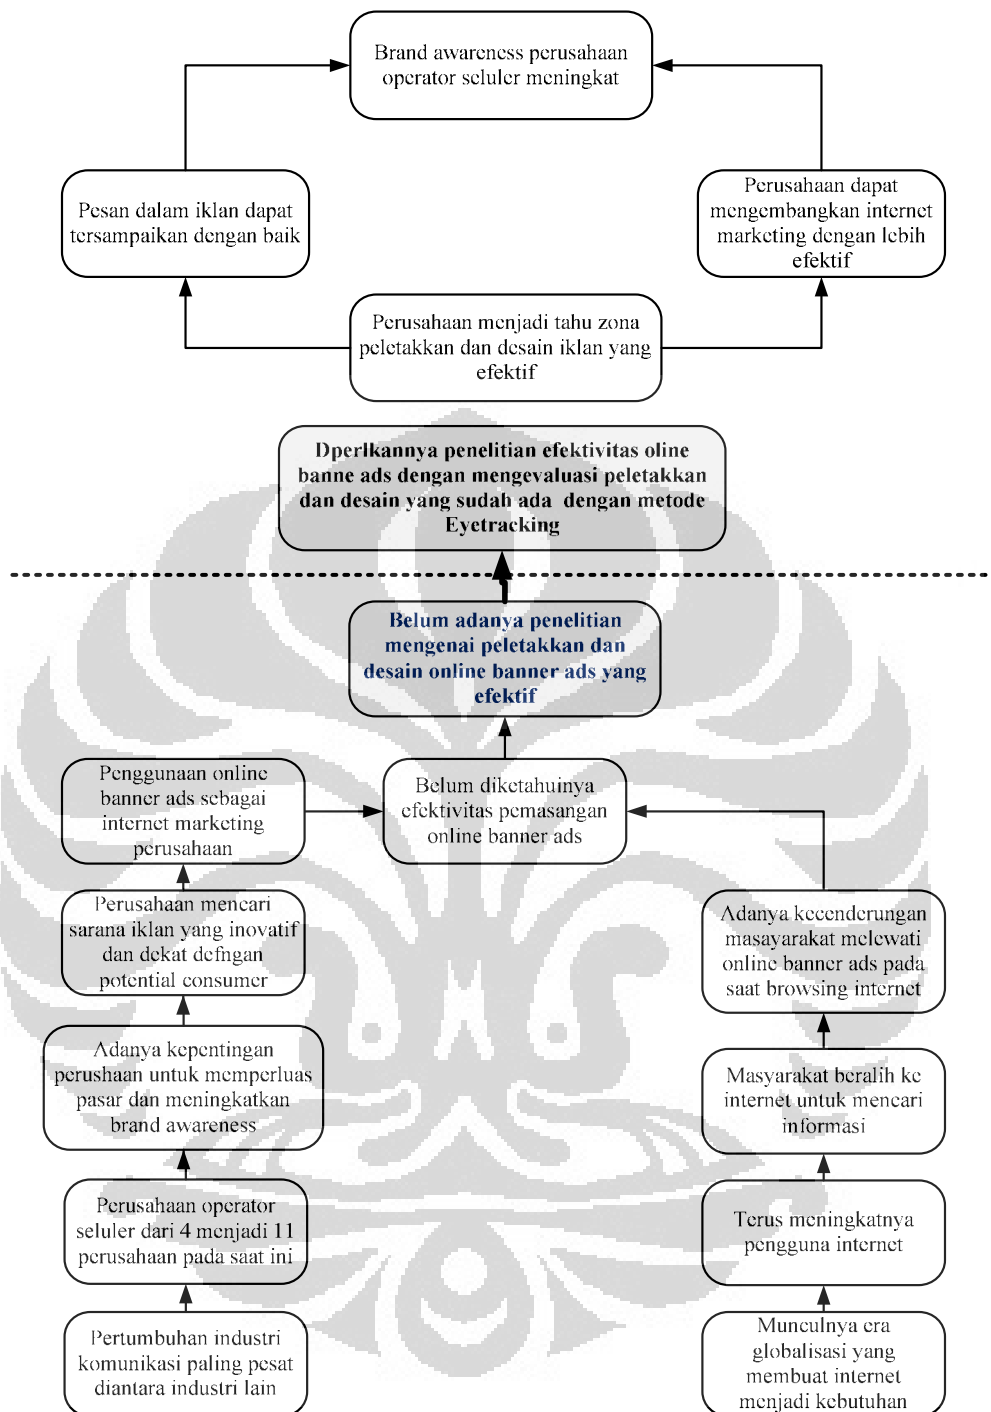 Brand awareness perusahaan
operator seluler meningkat
Pesan dalam iklan dapat
tersampaikan dengan baik
Perusahaan dapat
mengembangkan internet
marketing dengan lebih
efektif
Perusahaan menjadi tahu zona
peletakkan dan desain iklan yang
efektif
Dperlkannya penelitian efektivitas oline
banne ads dengan mengevaluasi peletakkan
dan desain yang sudah ada dengan metode
Eyetracking
Belum adanya penelitian
mengenai peletakkan dan
desain online banner ads yang
efektif
Penggunaan online
banner ads sebagai
internet marketing
perusahaan
Belum diketahuinya
efektivitas pemasangan
online banner ads
Perusahaan mencari
sarana iklan yang inovatif
dan dekat defngan
potential consumer
Adanya kecenderungan
masayarakat melewati
online banner ads pada
saat browsing internet
Adanya kepentingan
perushaan untuk memperluas
pasar dan meningkatkan
brand awareness
Masyarakat beralih ke
internet untuk mencari
informasi
Perusahaan operator
seluler dari 4 menjadi 11
perusahaan pada saat ini
Terus meningkatnya
pengguna internet
Pertumbuhan industri
komunikasi paling pesat
diantara industri lain
Munculnya era
globalisasi yang
membuat internet
menjadi kebutuhan